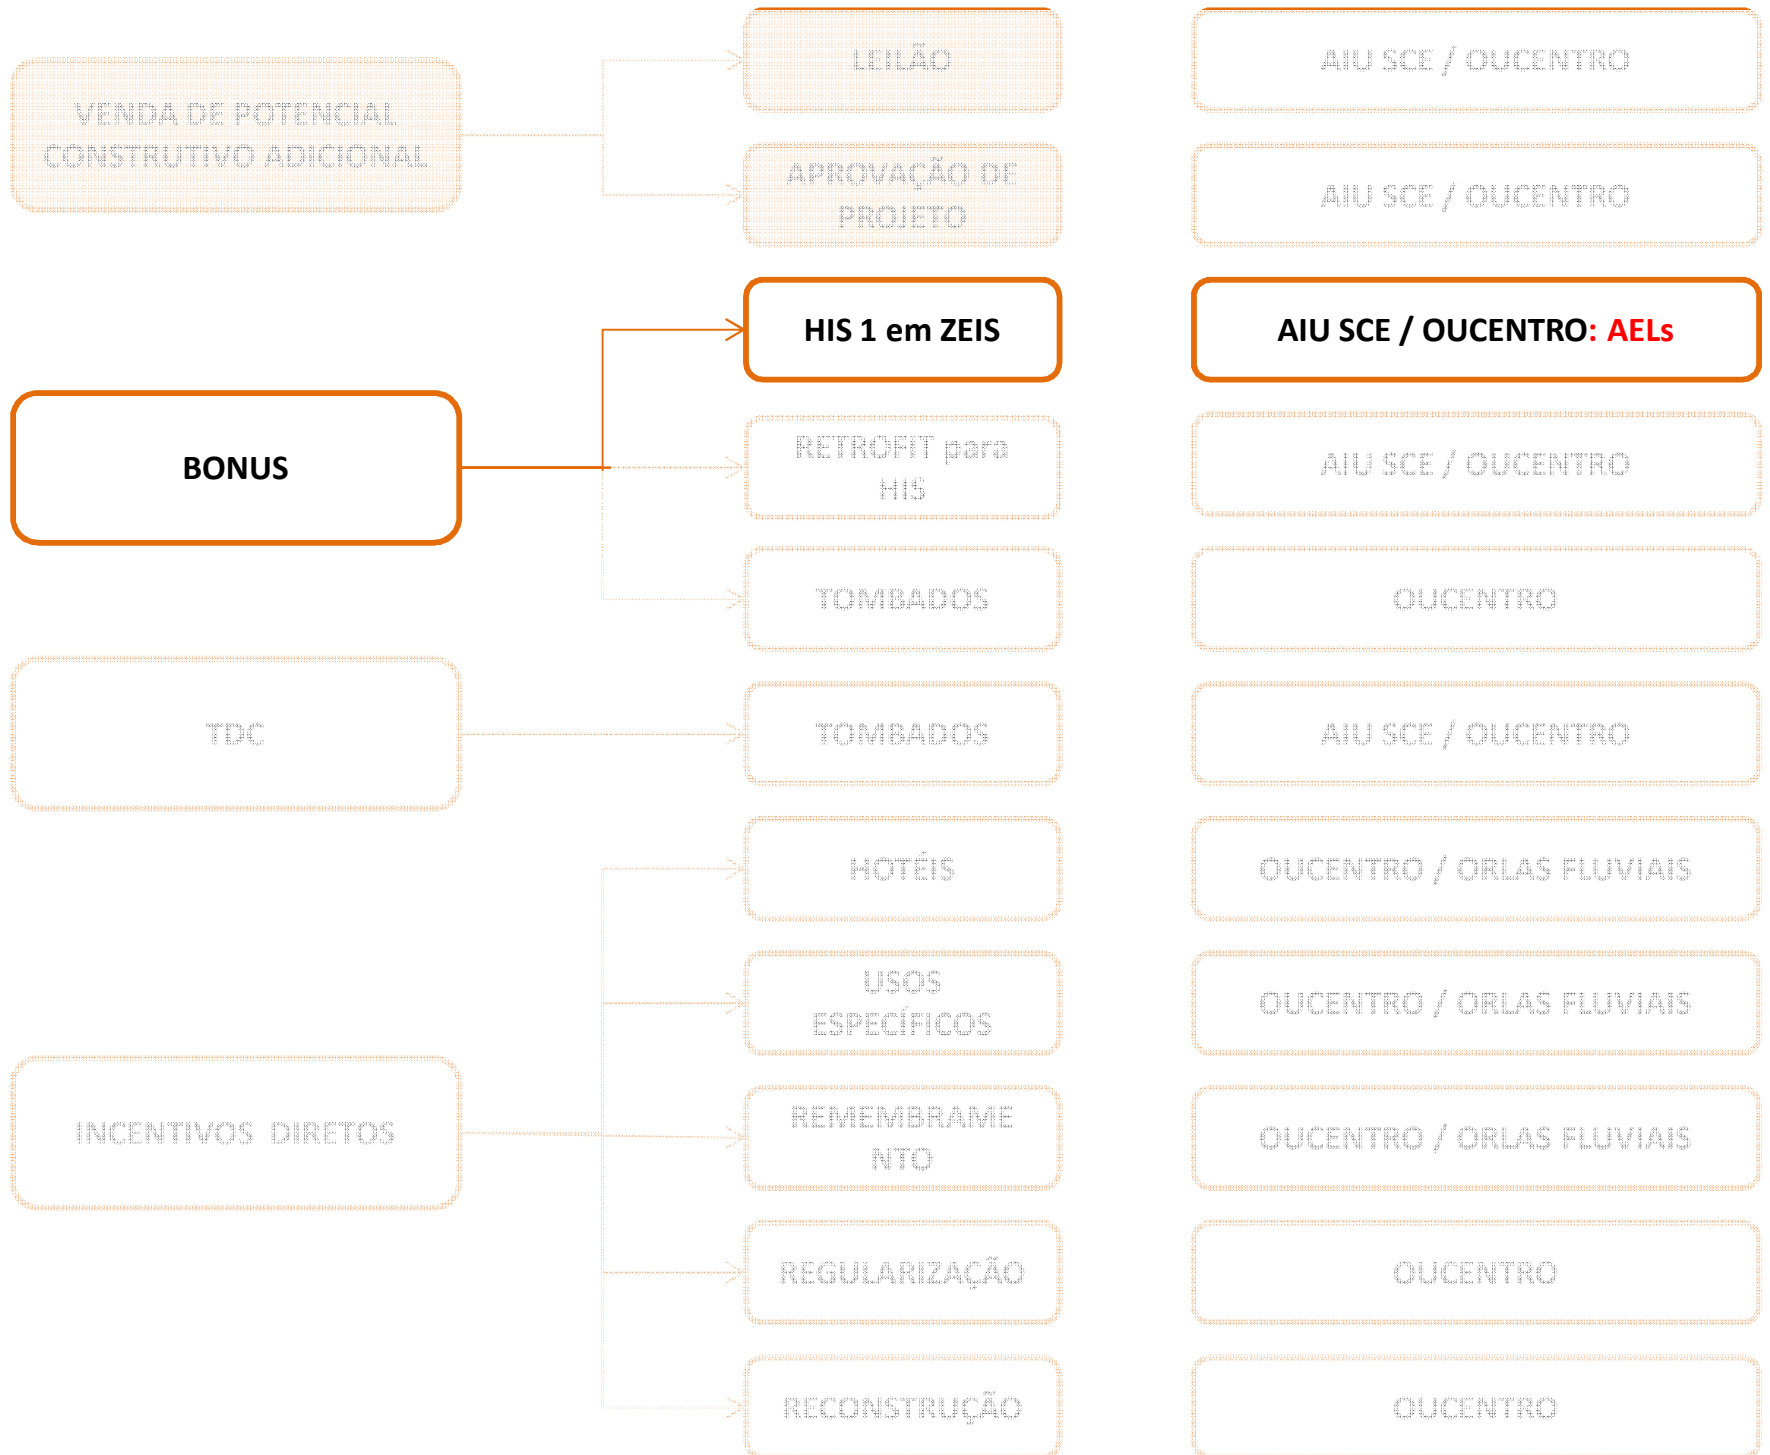 LEILÃO
AIU SCE / OUCENTRO
VENDA DE POTENCIAL
CONSTRUTIVO ADICIONAL
APROVAÇÃO DE
PROJETO
AIU SCE / OUCENTRO
HIS 1 em ZEIS
AIU SCE / OUCENTRO: AELs
BONUS
RETROFIT para
HIS
AIU SCE / OUCENTRO
TOMBADOS
OUCENTRO
TDC
TOMBADOS
AIU SCE / OUCENTRO
HOTÉIS
OUCENTRO / ORLAS FLUVIAIS
USOS
ESPECÍFICOS
OUCENTRO / ORLAS FLUVIAIS
INCENTIVOS DIRETOS
REMEMBRAME
NTO
OUCENTRO / ORLAS FLUVIAIS
REGULARIZAÇÃO
OUCENTRO
RECONSTRUÇÃO
OUCENTRO